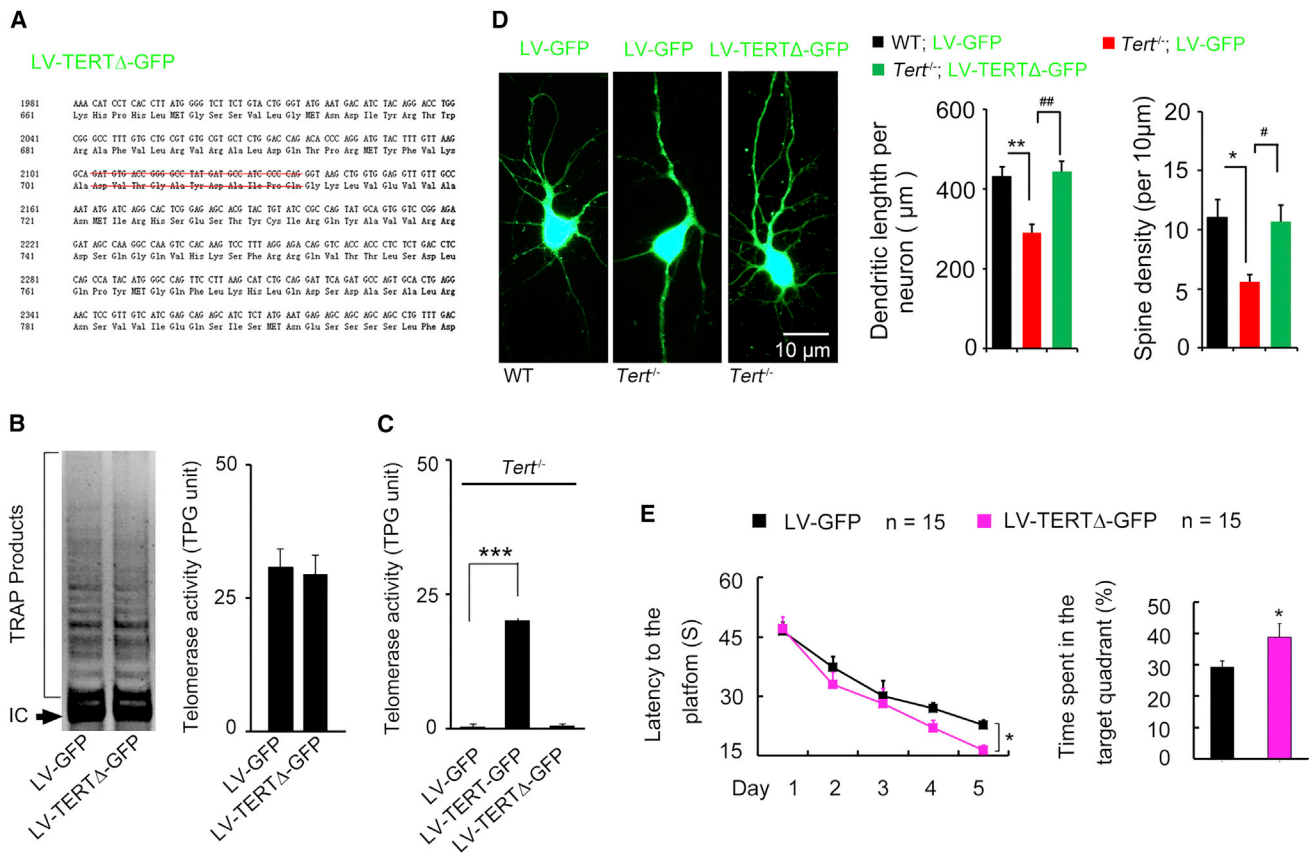 A
LV-TERTΔ-GFP
1981 AAA CAT CCT CAC CTT ATG GGG TCT TCT GTA CTG GGT ATG AAT GAC ATC TAC AGG ACC TGG
661 Lys His Pro His Leu MET Gly Ser Ser Val Leu Gly MET Asn Asp Ile Tyr Arg Thr Trp
2041 CGG GCC TTT GTG CTG CGT GTG CGT GCT CTG GAC CAG ACA CCC AGG ATG TAC TTT GTT AAG
681 Arg Ala Phe Val Leu Arg Val Arg Ala Leu Asp Gln Thr Pro Arg MET Tyr Phe Val Lys
2101 GCA GAT GTG ACC GGG GCC TAT GAT GCC ATC CCC CAG GGT AAG CTG GTG GAG GTT GTT GCC
701 Ala Asp Val Thr Gly Ala Tyr Asp Ala Ile Pro Gln Gly Lys Leu Val Glu Val Val Ala
2161 AAT ATG ATC AGG CAC TCG GAG AGC ACG TAC TGT ATC CGC CAG TAT GCA GTG GTC CGG AGA
721 Asn MET Ile Arg His Ser Glu Ser Thr Tyr Cys Ile Arg Gln Tyr Ala Val Val Arg Arg
2221 GAT AGC CAA GGC CAA GTC CAC AAG TCC TTT AGG AGA CAG GTC ACC ACC CTC TCT GAC CTC
741 Asp Ser Gln Gly Gln Val His Lys Ser Phe Arg Arg Gln Val Thr Thr Leu Ser Asp Leu
2281 CAG CCA TAC ATG GGC CAG TTC CTT AAG CAT CTG CAG GAT TCA GAT GCC AGT GCA CTG AGG
761 Gln Pro Tyr MET Gly Gln Phe Leu Lys His Leu Gln Asp Ser Asp Ala Ser Ala Leu Arg
2341 AAC TCC GTT GTC ATC GAG CAG AGC ATC TCT ATG AAT GAG AGC AGC AGC AGC CTG TTT GAC
781 Asn Ser Val Val Ile Glu Gln Ser Ile Ser MET Asn Glu Ser Ser Ser Ser Leu Phe Asp
B
TRAP Products
IC
LV-GFP
LV-TERTΔ-GFP
Telomerase activity (TPG unit)
50
25
0
LV-GFP
LV-TERTΔ-GFP
C
Telomerase activity (TPG unit)
50
25
0
Tert-/-
***
LV-GFP
LV-TERT-GFP
LV-TERTΔ-GFP
D
LV-GFP LV-GFP LV-TERTΔ-GFP
10 µm
WT Tert-/- Tert-/-
WT; LV-GFP Tert-/-; LV-GFP
Tert-/-; LV-TERTΔ-GFP
Dendritic lenghth per
neuron ( µm )
600
400
200
0
**
##
Spine density (per 10µm)
20
15
10
5
0
*
#
E
LV-GFP n = 15 LV-TERTΔ-GFP n = 15
Latency to the
platfom (S)
60
45
30
15
*
Day 1 2 3 4 5
Time spent in the
target quadrant (%)
50
40
30
20
10
0
*